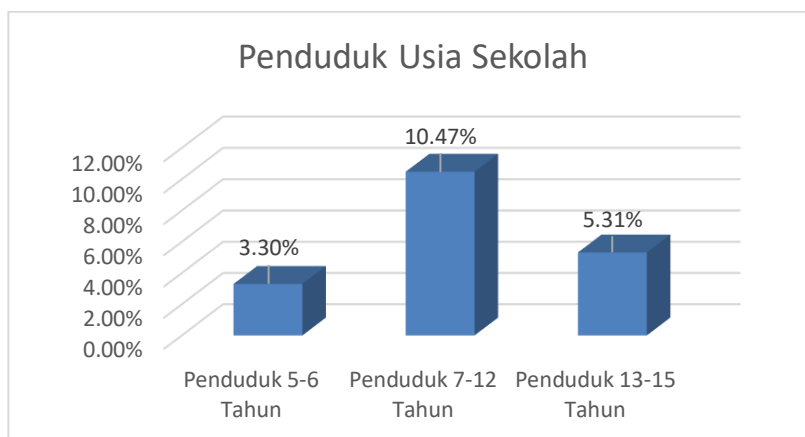 Penduduk Usia Sekolah
12.00%
10.00%
8.00%
6.00%
4.00%
2.00%
0.00%
3.30%
10.47%
5.31%
Penduduk 5-6
Tahun
Penduduk 7-12
Tahun
Penduduk 13-15
Tahun